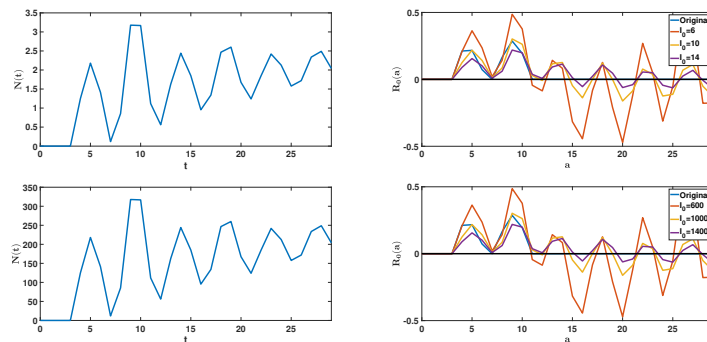 3.5
3
2.5
2
1.5
1
0.5
0
N(t)
0 5 10 15 20 25
t
0.5
0
-0.5
R₀(a)
0 5 10 15 20 25
a
Original
I₀=6
I₀=10
I₀=14
350
300
250
200
150
100
50
0
N(t)
0 5 10 15 20 25
t
0.5
0
-0.5
R₀(a)
0 5 10 15 20 25
a
Original
I₀=600
I₀=1000
I₀=1400